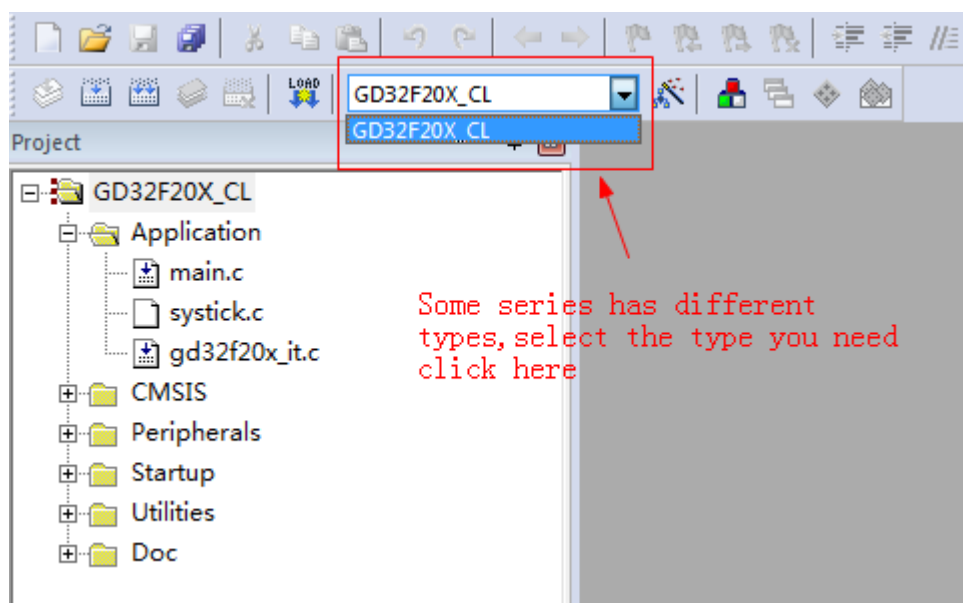 LOAD
GD32F20X_CL
GD32F20X_CL
Project
GD32F20X_CL
Application
main.c
systick.c
gd32f20x_it.c
CMSIS
Peripherals
Startup
Utilities
Doc
Some series has different
types,select the type you need
click here